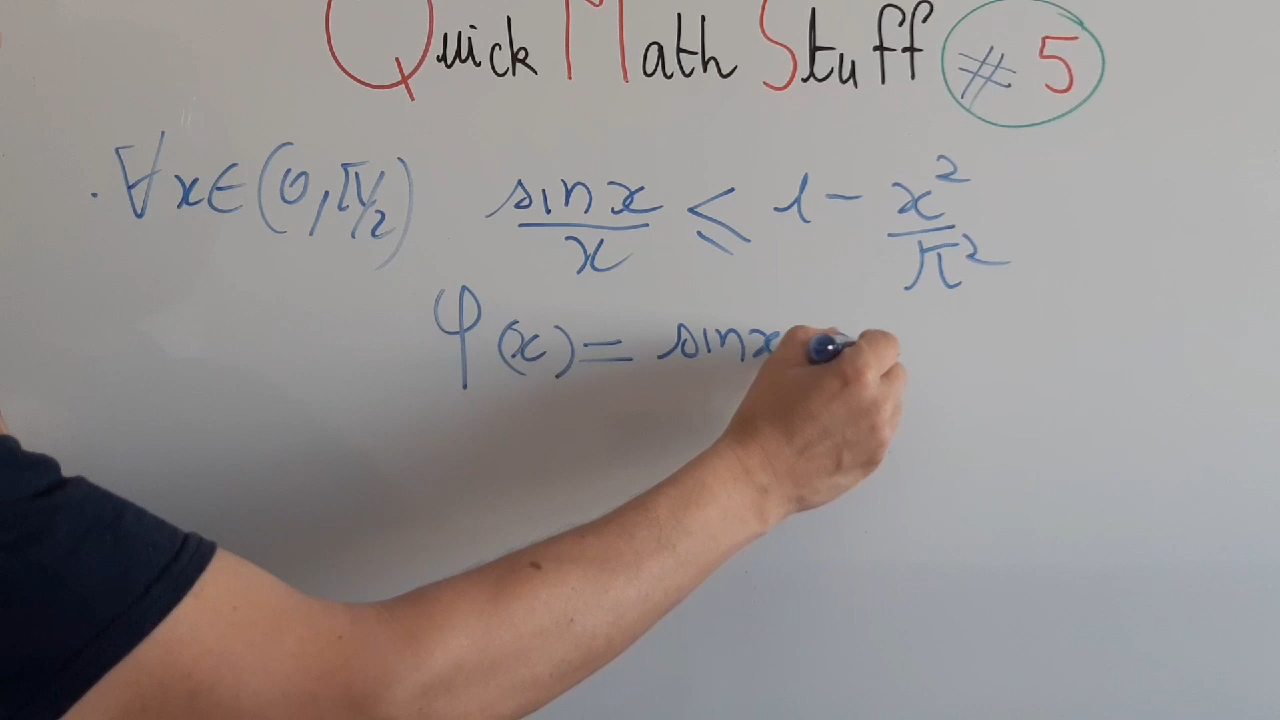 Quick Math Stuff # 5
. ∀x∈(0,π/2) sinx/x ≤ 1 - x²/π²
φ(x) = sinx